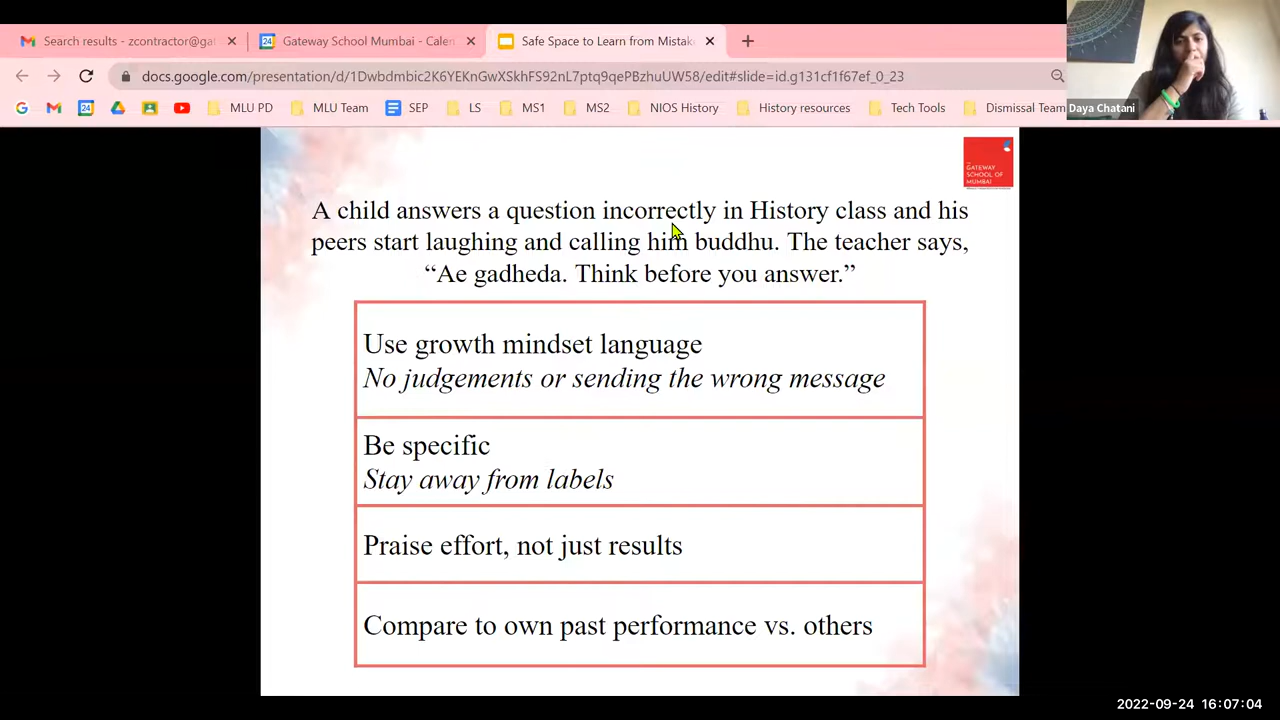 Search results - zcontractor@ga
Gateway School Mumbai - Calen
Safe Space to Learn from Mistak
docs.google.com/presentation/d/1Dwbdmbic2K6YEKnGwXSkhFS92nL7ptq9qePBzhuUW58/edit#slide=id.g131cf1f67ef_0_23
MLU PD
MLU Team
SEP
LS
MS1
MS2
NIOS History
History resources
Tech Tools
Dismissal Team
Daya Chatani
GATEWAY
SCHOOL OF
MUMBAI
A child answers a question incorrectly in History class and his
peers start laughing and calling him buddhu. The teacher says,
“Ae gadheda. Think before you answer.”
Use growth mindset language
No judgements or sending the wrong message
Be specific
Stay away from labels
Praise effort, not just results
Compare to own past performance vs. others
2022-09-24 16:07:04